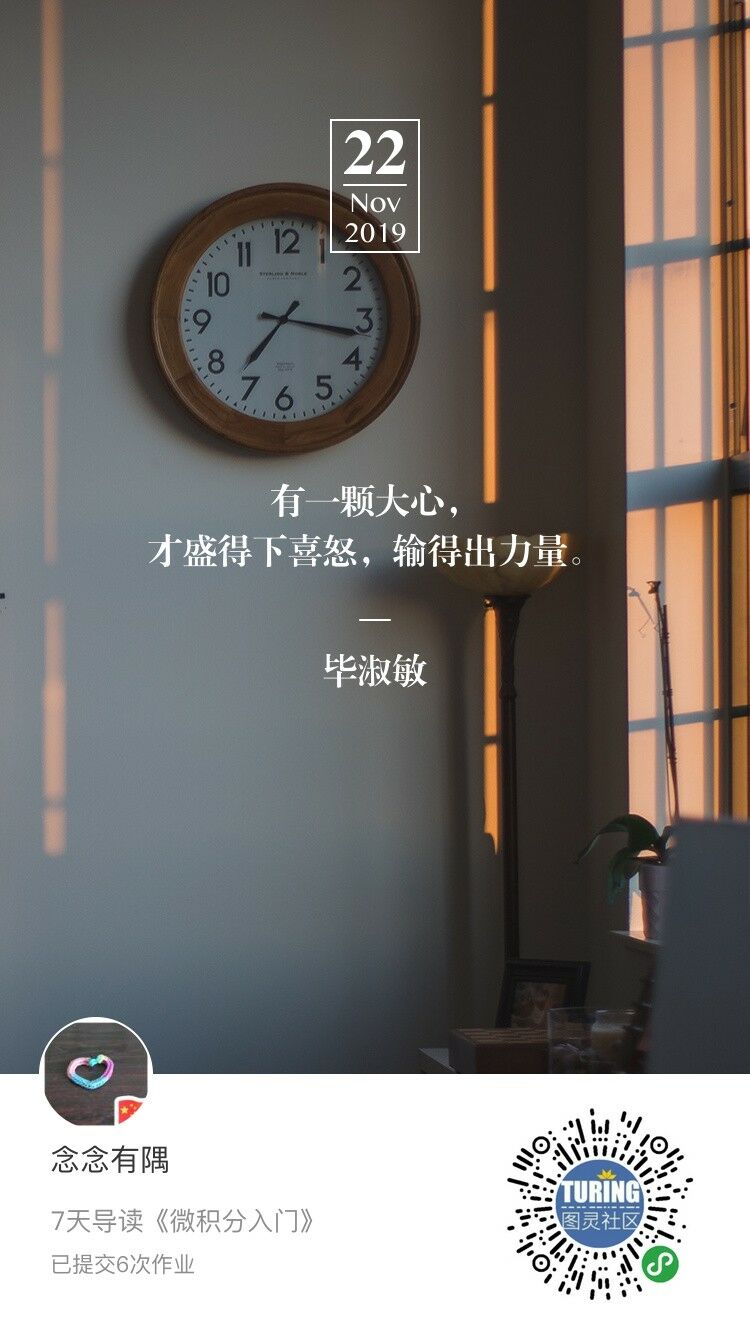 22
Nov
2019
12
11
1
10
2
STERLING & NOBLE
9
3
8
4
7
5
6
有一颗大心，
才盛得下喜怒，输得出力量。
—
毕淑敏
念念有隅
7天导读《微积分入门》
已提交6次作业
TURING
图灵社区